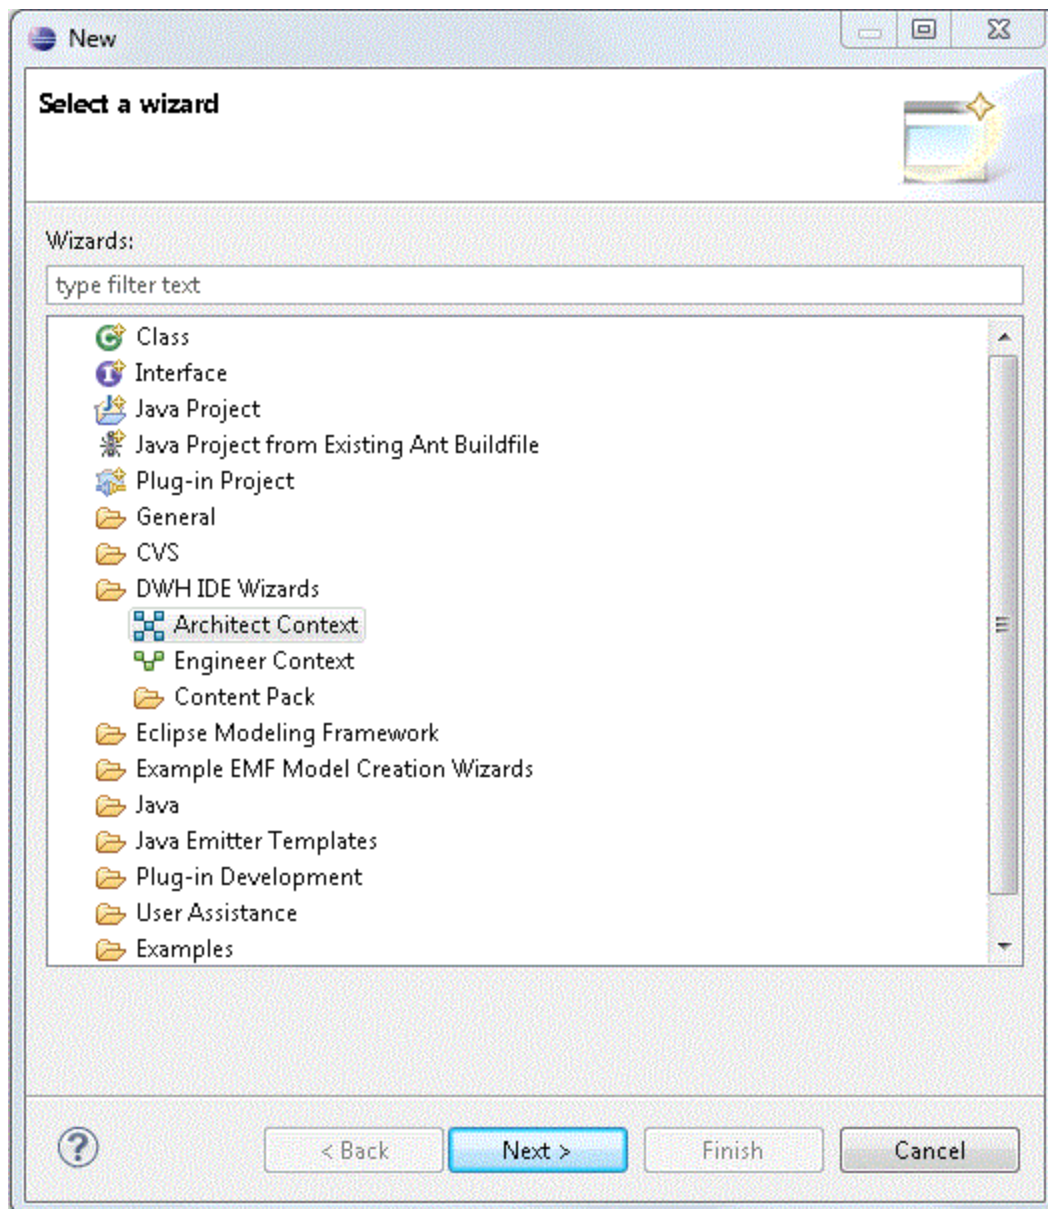 New
Select a wizard
Wizards:
type filter text
Class
Interface
Java Project
Java Project from Existing Ant Buildfile
Plug-in Project
General
CVS
DWH IDE Wizards
Architect Context
Engineer Context
Content Pack
Eclipse Modeling Framework
Example EMF Model Creation Wizards
Java
Java Emitter Templates
Plug-in Development
User Assistance
Examples
< Back Next > Finish Cancel